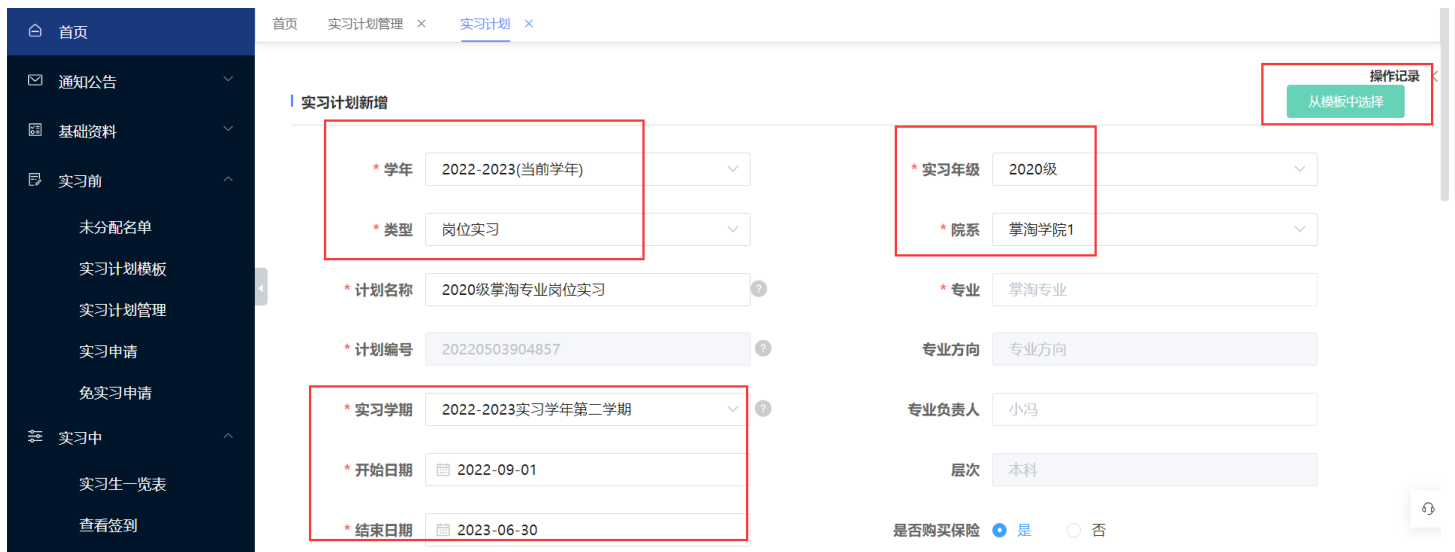 首页
通知公告
基础资料
实习前
未分配名单
实习计划模板
实习计划管理
实习申请
免实习申请
实习中
实习生一览表
查看签到
首页 实习计划管理 × 实习计划 ×
操作记录
实习计划新增 从模板中选择
* 学年 2022-2023(当前学年) * 实习年级 2020级
* 类型 岗位实习 * 院系 掌淘学院1
* 计划名称 2020级掌淘专业岗位实习 ? * 专业 掌淘专业
* 计划编号 20220503904857 ? 专业方向 专业方向
* 实习学期 2022-2023实习学年第二学期 ? 专业负责人 小冯
* 开始日期 2022-09-01 层次 本科
* 结束日期 2023-06-30 是否购买保险 是 否